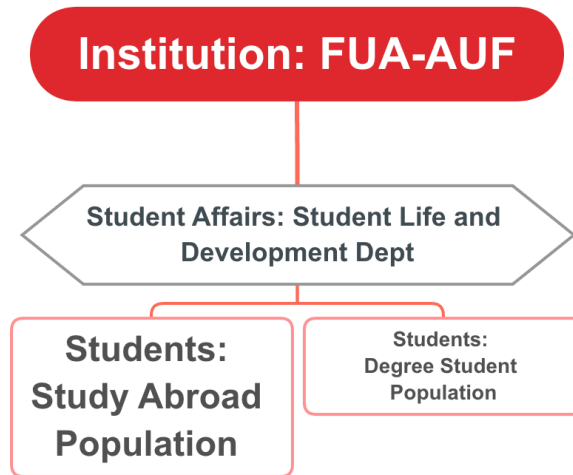 Institution: FUA-AUF
Student Affairs: Student Life and
Development Dept
Students:
Study Abroad
Population
Students:
Degree Student
Population